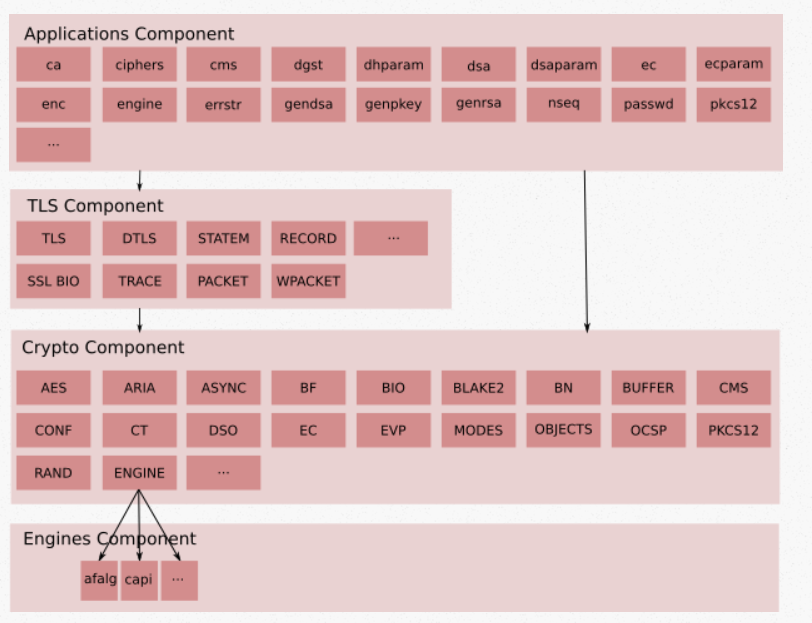 Applications Component
ca ciphers cms dgst dhparam dsa dsaparam ec ecparam
enc engine errstr gendsa genpkey genrsa nseq passwd pkcs12
...
TLS Component
TLS DTLS STATEM RECORD ...
SSL BIO TRACE PACKET WPACKET
Crypto Component
AES ARIA ASYNC BF BIO BLAKE2 BN BUFFER CMS
CONF CT DSO EC EVP MODES OBJECTS OCSP PKCS12
RAND ENGINE ...
Engines Component
afalg capi ...